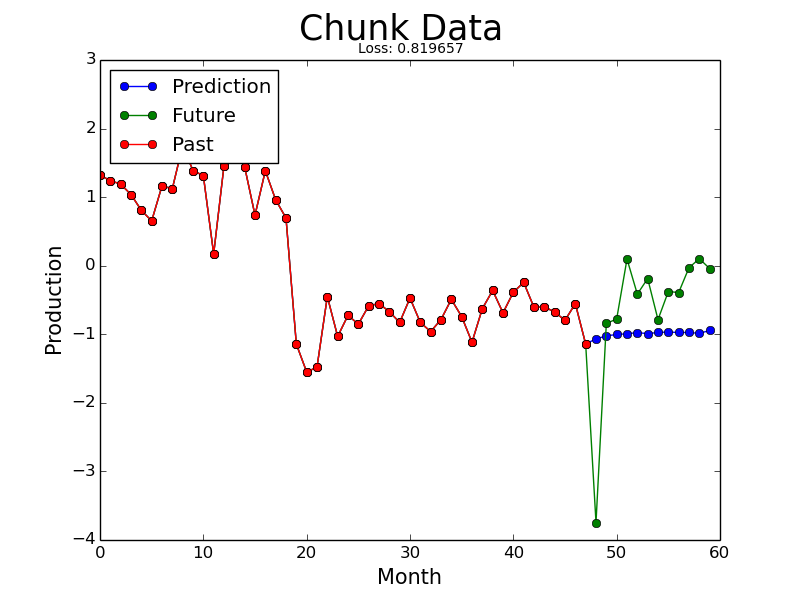 Chunk Data
Loss: 0.819657
Prediction
Future
Past
3
2
1
0
−1
−2
−3
−4
Production
0 10 20 30 40 50 60
Month